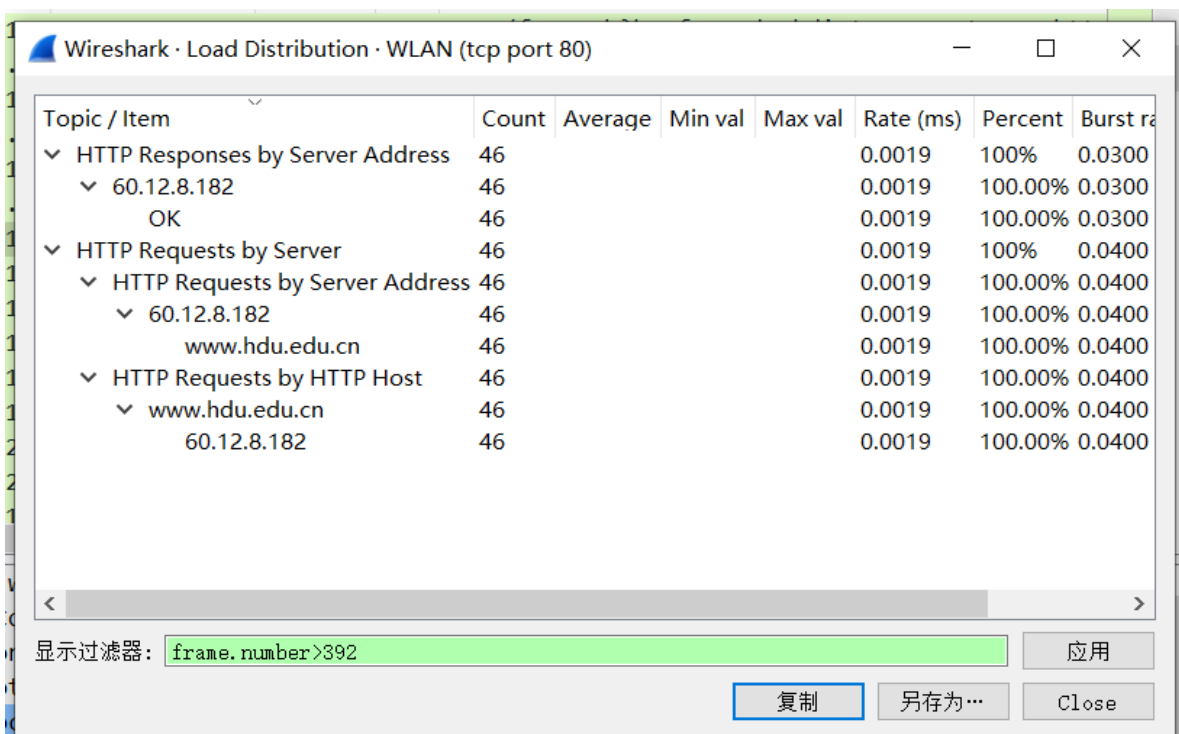 Wireshark · Load Distribution · WLAN (tcp port 80)
Topic / Item Count Average Min val Max val Rate (ms) Percent Burst
HTTP Responses by Server Address 46 0.0019 100% 0.0300
60.12.8.182 46 0.0019 100.00% 0.0300
OK 46 0.0019 100.00% 0.0300
HTTP Requests by Server 46 0.0019 100% 0.0400
HTTP Requests by Server Address 46 0.0019 100.00% 0.0400
60.12.8.182 46 0.0019 100.00% 0.0400
www.hdu.edu.cn 46 0.0019 100.00% 0.0400
HTTP Requests by HTTP Host 46 0.0019 100.00% 0.0400
www.hdu.edu.cn 46 0.0019 100.00% 0.0400
60.12.8.182 46 0.0019 100.00% 0.0400
显示过滤器: frame.number>392 应用
复制 另存为… Close